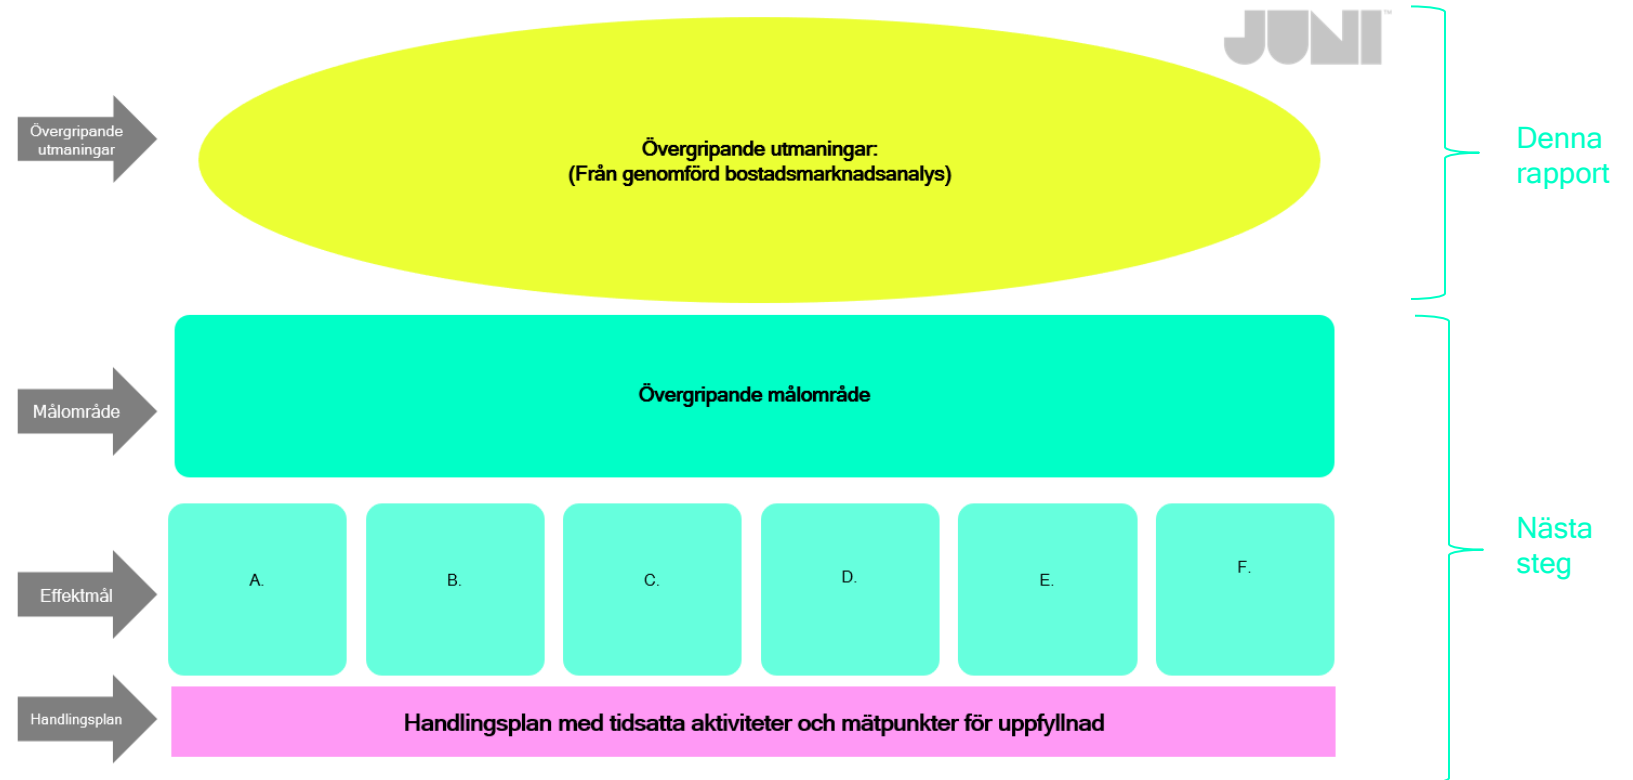 JUNI™
Övergripande
utmaningar
Övergripande utmaningar:
(Från genomförd bostadsmarknadsanalys)
Denna
rapport
Målområde
Övergripande målområde
Nästa
steg
Effektmål
A.
B.
C.
D.
E.
F.
Handlingsplan
Handlingsplan med tidsatta aktiviteter och mätpunkter för uppfyllnad